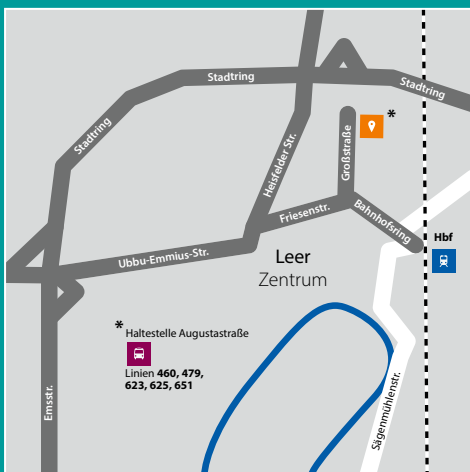 Stadtring
Stadtring
Stadtring
Heisfelder Str.
Großstraße
*
Friesenstr.
Bahnhofsring
Hbf
Ubbu-Emmius-Str.
Leer
Zentrum
*
Haltestelle Augustastraße
Linien 460, 479,
623, 625, 651
Emsstr.
Sägenmühlenstr.